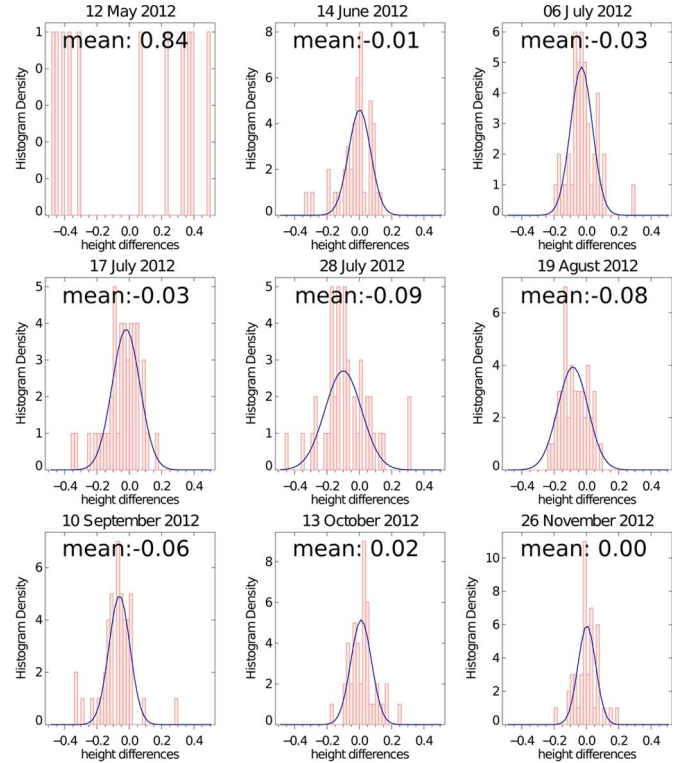 12 May 2012
14 June 2012
06 July 2012
mean: 0.84
mean:-0.01
mean:-0.03
Histogram Density
1
0
0
0
0
0
−0.4 −0.2 0.0 0.2 0.4
height differences
Histogram Density
8
6
4
2
−0.4 −0.2 0.0 0.2 0.4
height differences
Histogram Density
6
5
4
3
2
1
0
−0.4 −0.2 0.0 0.2 0.4
height differences
17 July 2012
28 July 2012
19 Agust 2012
mean:-0.03
mean:-0.09
mean:-0.08
Histogram Density
5
4
3
2
1
0
−0.4 −0.2 0.0 0.2 0.4
height differences
Histogram Density
5
4
3
2
1
0
−0.4 −0.2 0.0 0.2 0.4
height differences
Histogram Density
6
4
2
0
−0.4 −0.2 0.0 0.2 0.4
height differences
10 September 2012
13 October 2012
26 November 2012
mean:-0.06
mean: 0.02
mean: 0.00
Histogram Density
6
4
2
0
−0.4 −0.2 0.0 0.2 0.4
height differences
Histogram Density
8
6
4
2
0
−0.4 −0.2 0.0 0.2 0.4
height differences
Histogram Density
10
8
6
4
2
0
−0.4 −0.2 0.0 0.2 0.4
height differences